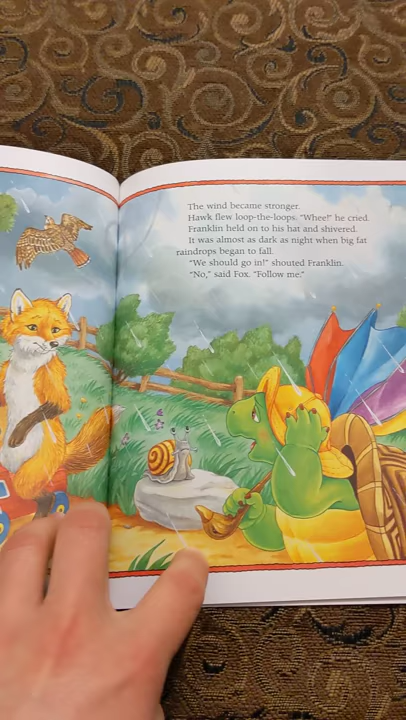 The wind became stronger.
Hawk flew loop-the-loops. "Whee!" he cried.
Franklin held on to his hat and shivered.
It was almost as dark as night when big fat
raindrops began to fall.
"We should go in!" shouted Franklin.
"No," said Fox. "Follow me."